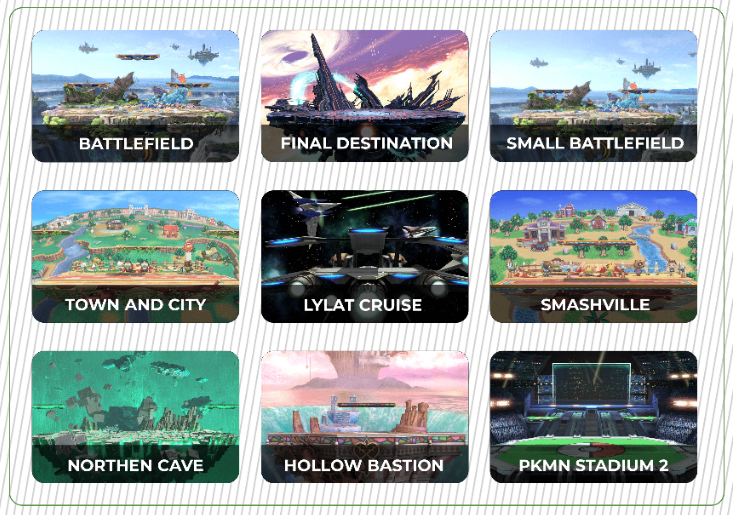 BATTLEFIELD
FINAL DESTINATION
SMALL BATTLEFIELD
TOWN AND CITY
LYLAT CRUISE
SMASHVILLE
NORTHEN CAVE
HOLLOW BASTION
PKMN STADIUM 2